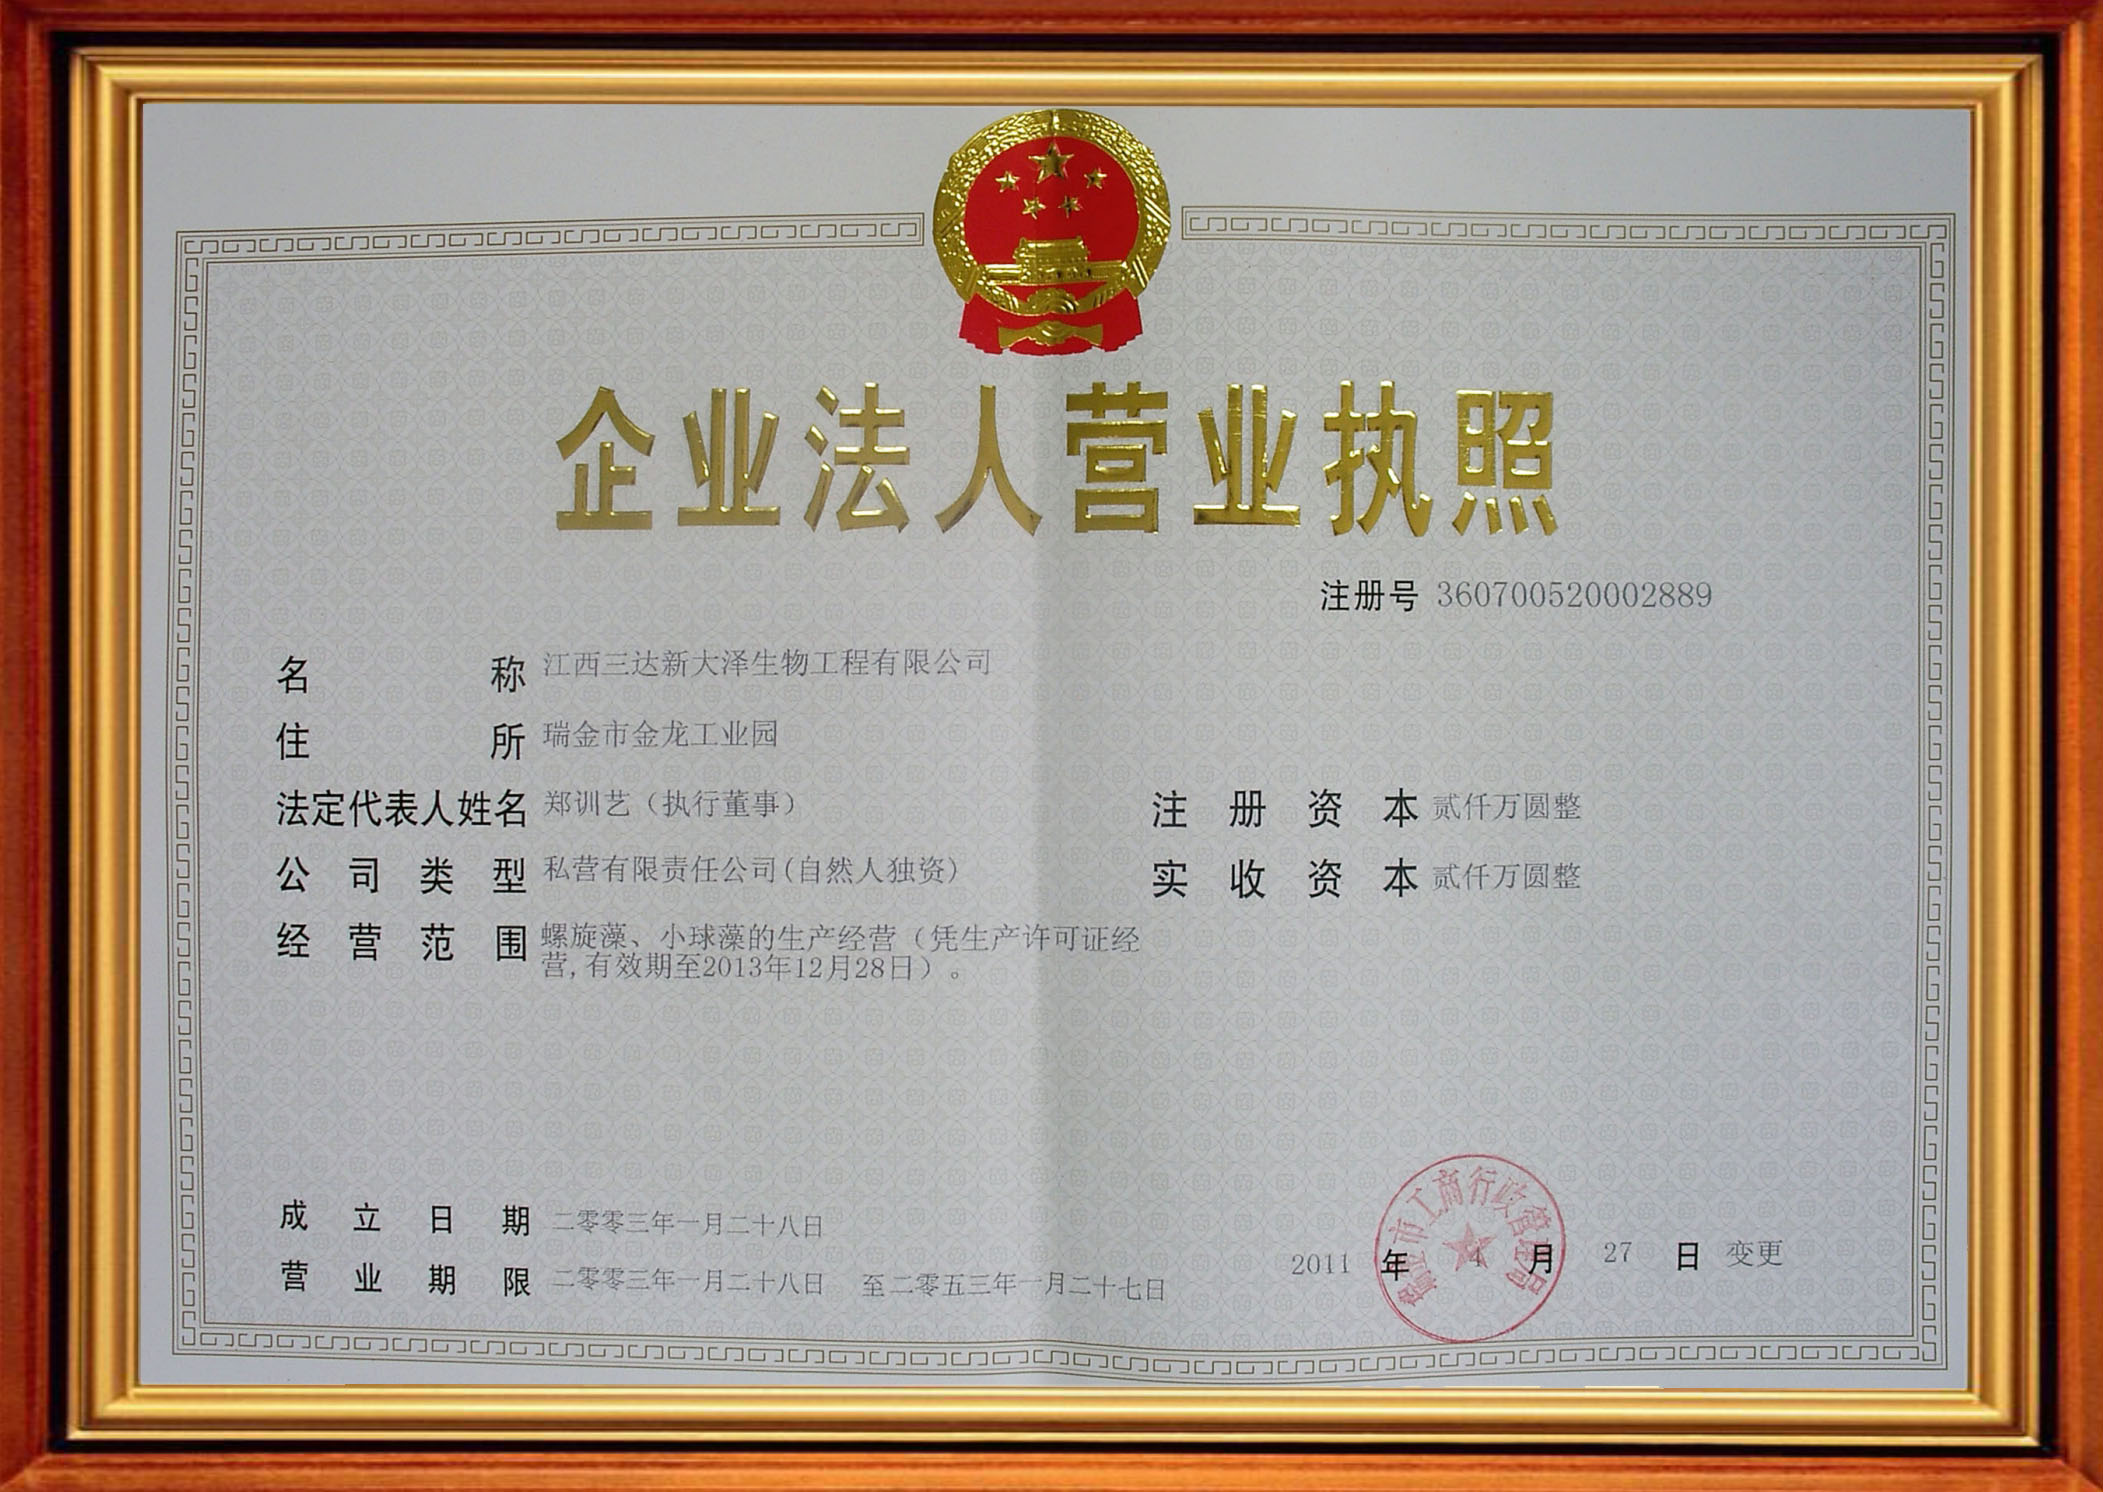 企业法人营业执照
注册号 360700520002889
名称 江西三达新大泽生物工程有限公司
住所 瑞金市金龙工业园
法定代表人姓名 郑训艺（执行董事） 注册资本 贰仟万圆整
公司类型 私营有限责任公司(自然人独资) 实收资本 贰仟万圆整
经营范围 螺旋藻、小球藻的生产经营（凭生产许可证经
营,有效期至2013年12月28日）。
成立日期 二零零三年一月二十八日
营业期限 二零零三年一月二十八日 至二零五三年一月二十七日
2011 年 4 月 27 日 变更
市工商行政管理局